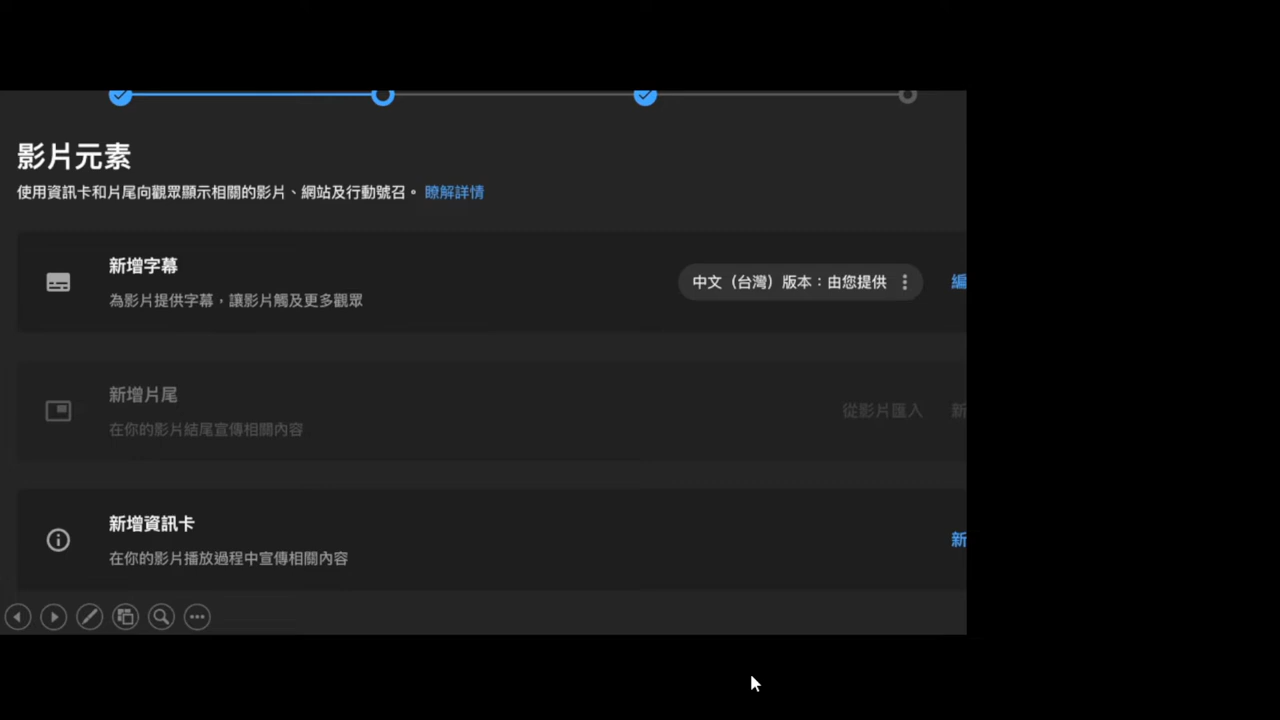 影片元素
使用資訊卡和片尾向觀眾顯示相關的影片、網站及行動號召。 瞭解詳情
新增字幕
為影片提供字幕，讓影片觸及更多觀眾
中文（台灣）版本：由您提供
編
新增片尾
在你的影片結尾宣傳相關內容
從影片匯入
新
新增資訊卡
在你的影片播放過程中宣傳相關內容
新